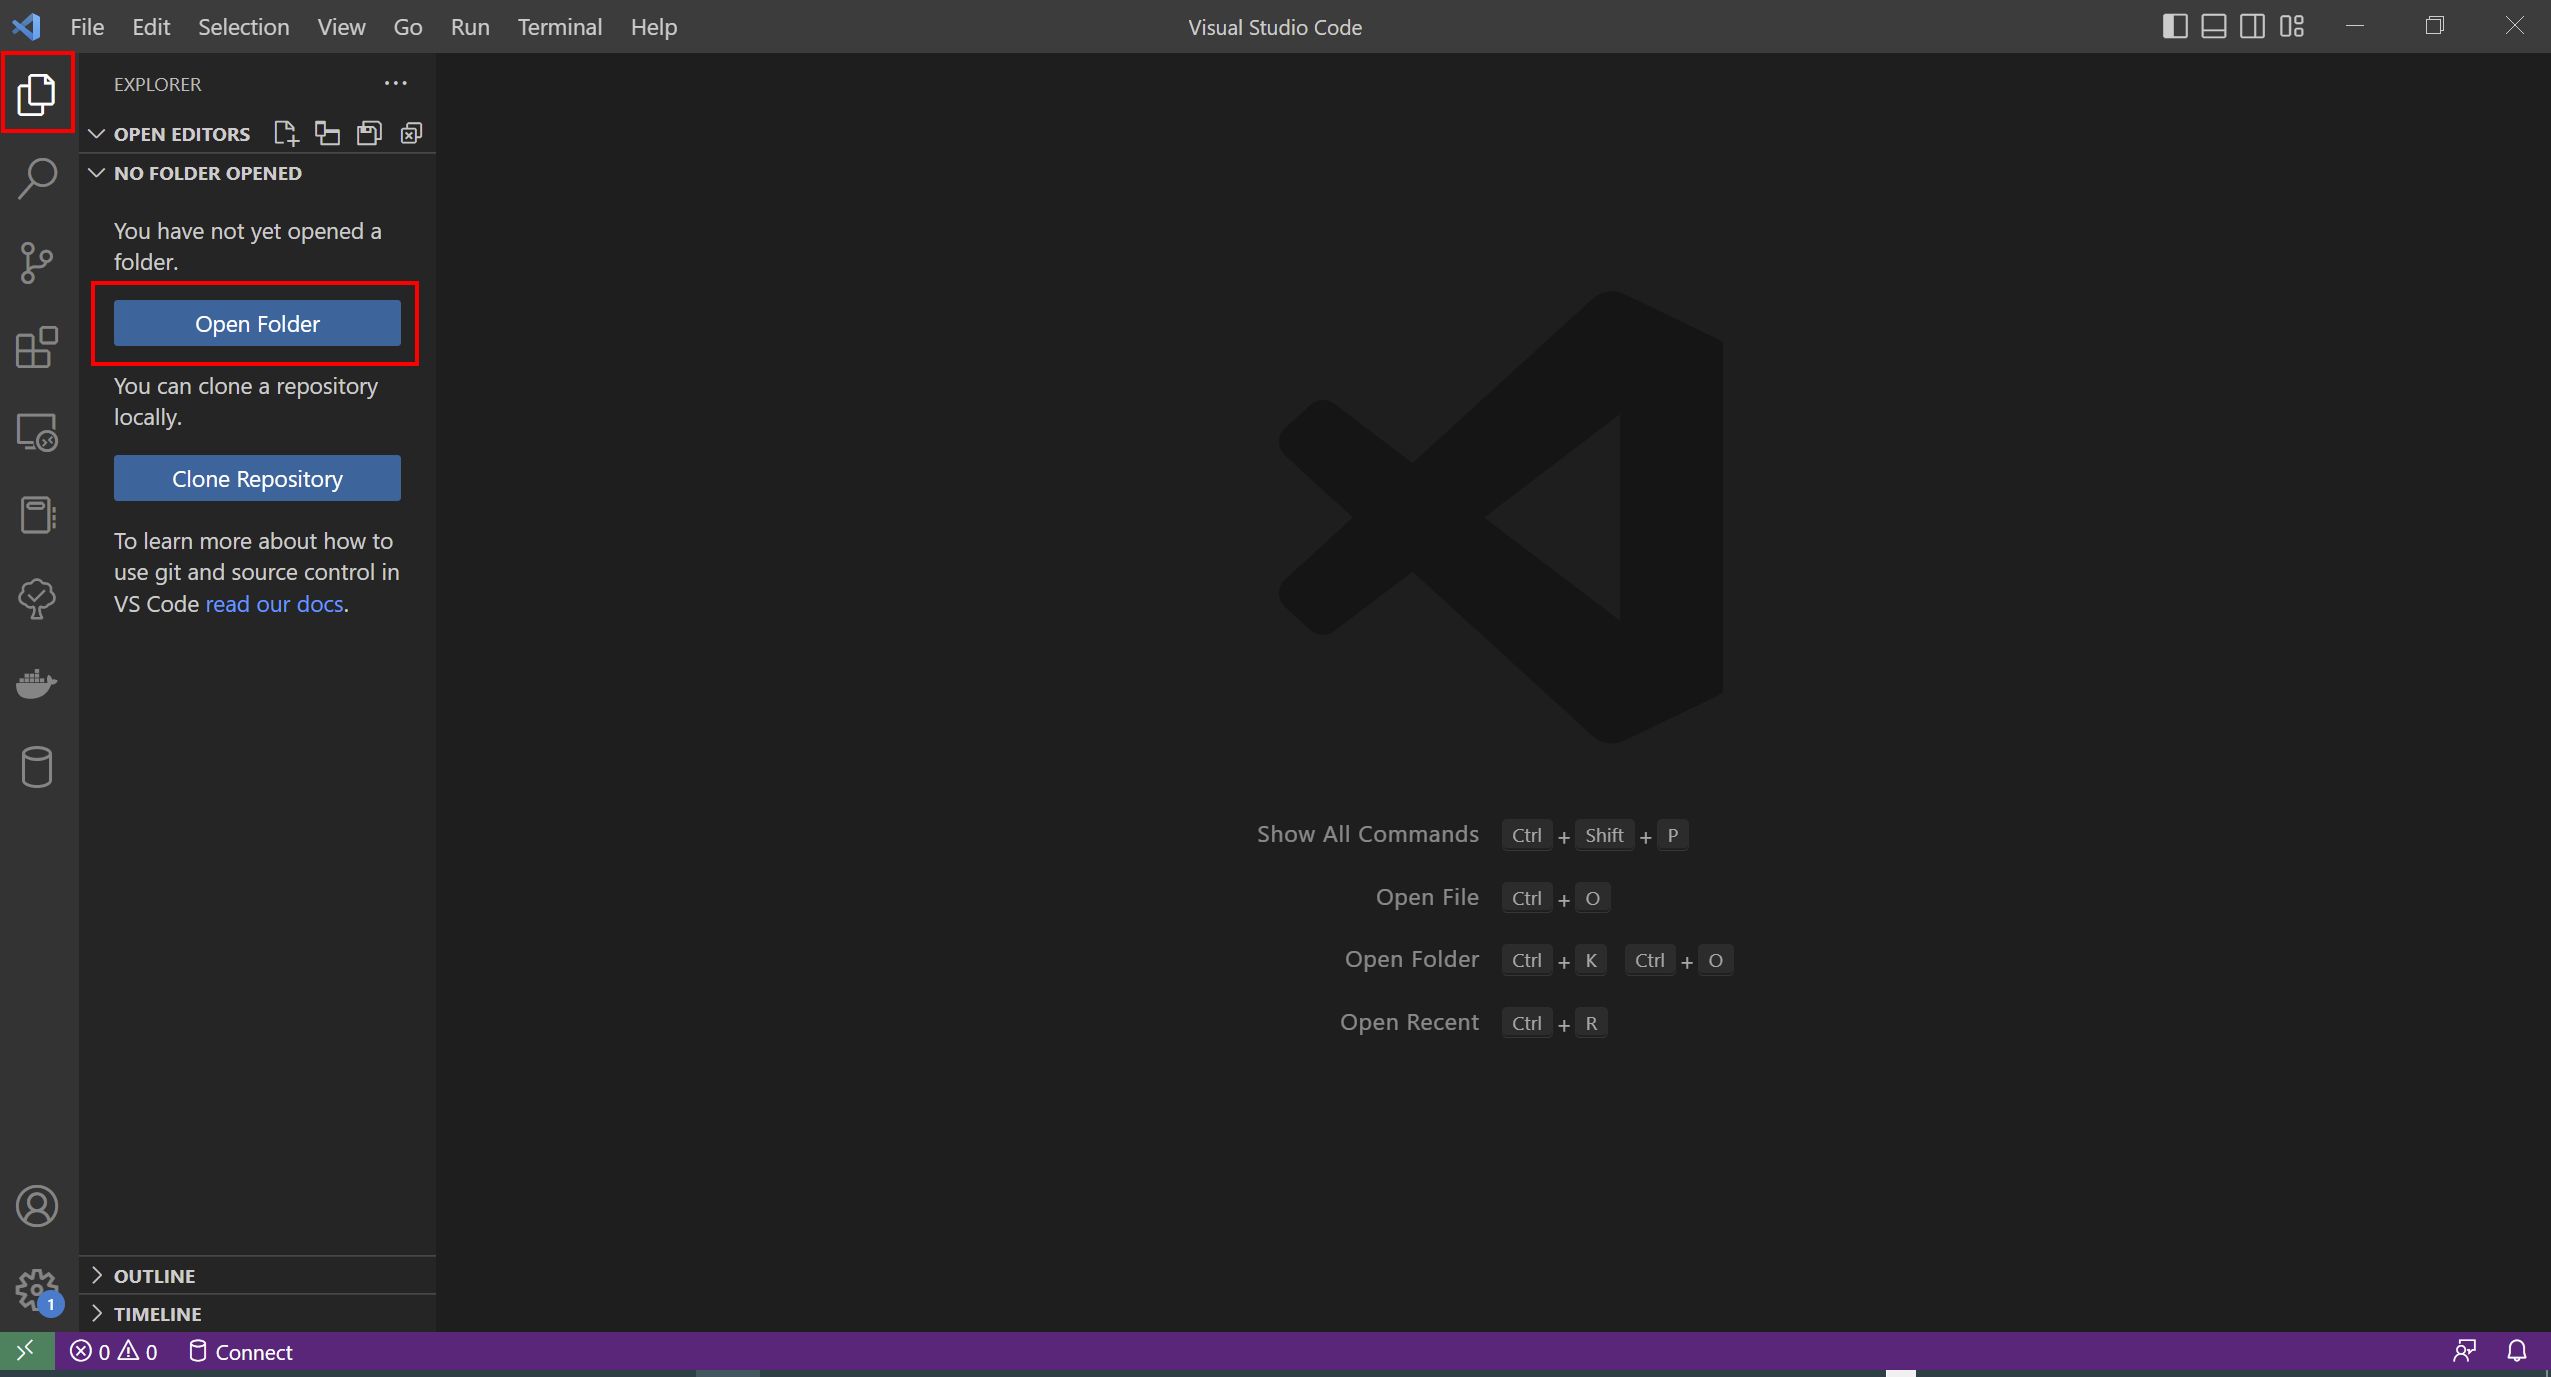 File Edit Selection View Go Run Terminal Help Visual Studio Code
EXPLORER
OPEN EDITORS
NO FOLDER OPENED
You have not yet opened a
folder.
Open Folder
You can clone a repository
locally.
Clone Repository
To learn more about how to
use git and source control in
VS Code read our docs.
Show All Commands Ctrl + Shift + P
Open File Ctrl + O
Open Folder Ctrl + K Ctrl + O
Open Recent Ctrl + R
OUTLINE
1
TIMELINE
0 0 Connect